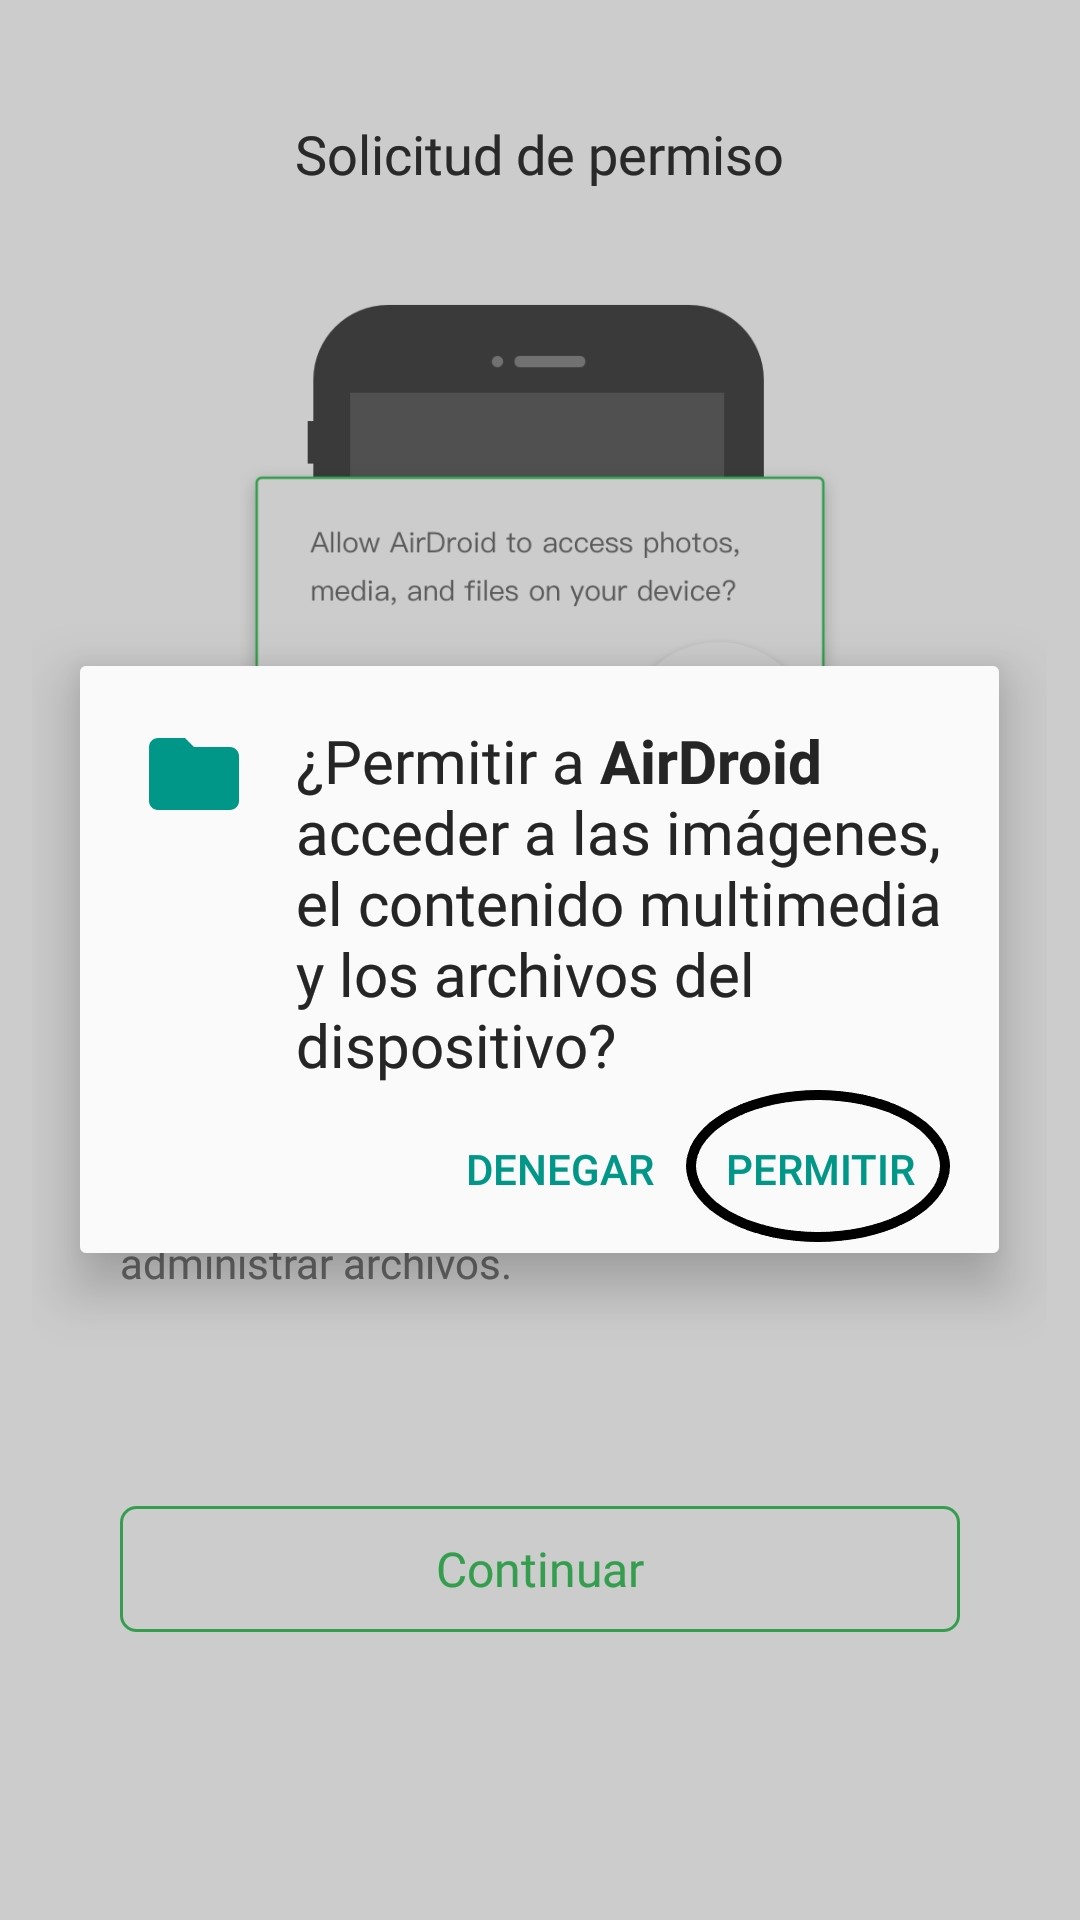 Solicitud de permiso
Allow AirDroid to access photos,
media, and files on your device?
¿Permitir a AirDroid
acceder a las imágenes,
el contenido multimedia
y los archivos del
dispositivo?
DENEGAR PERMITIR
administrar archivos.
Continuar